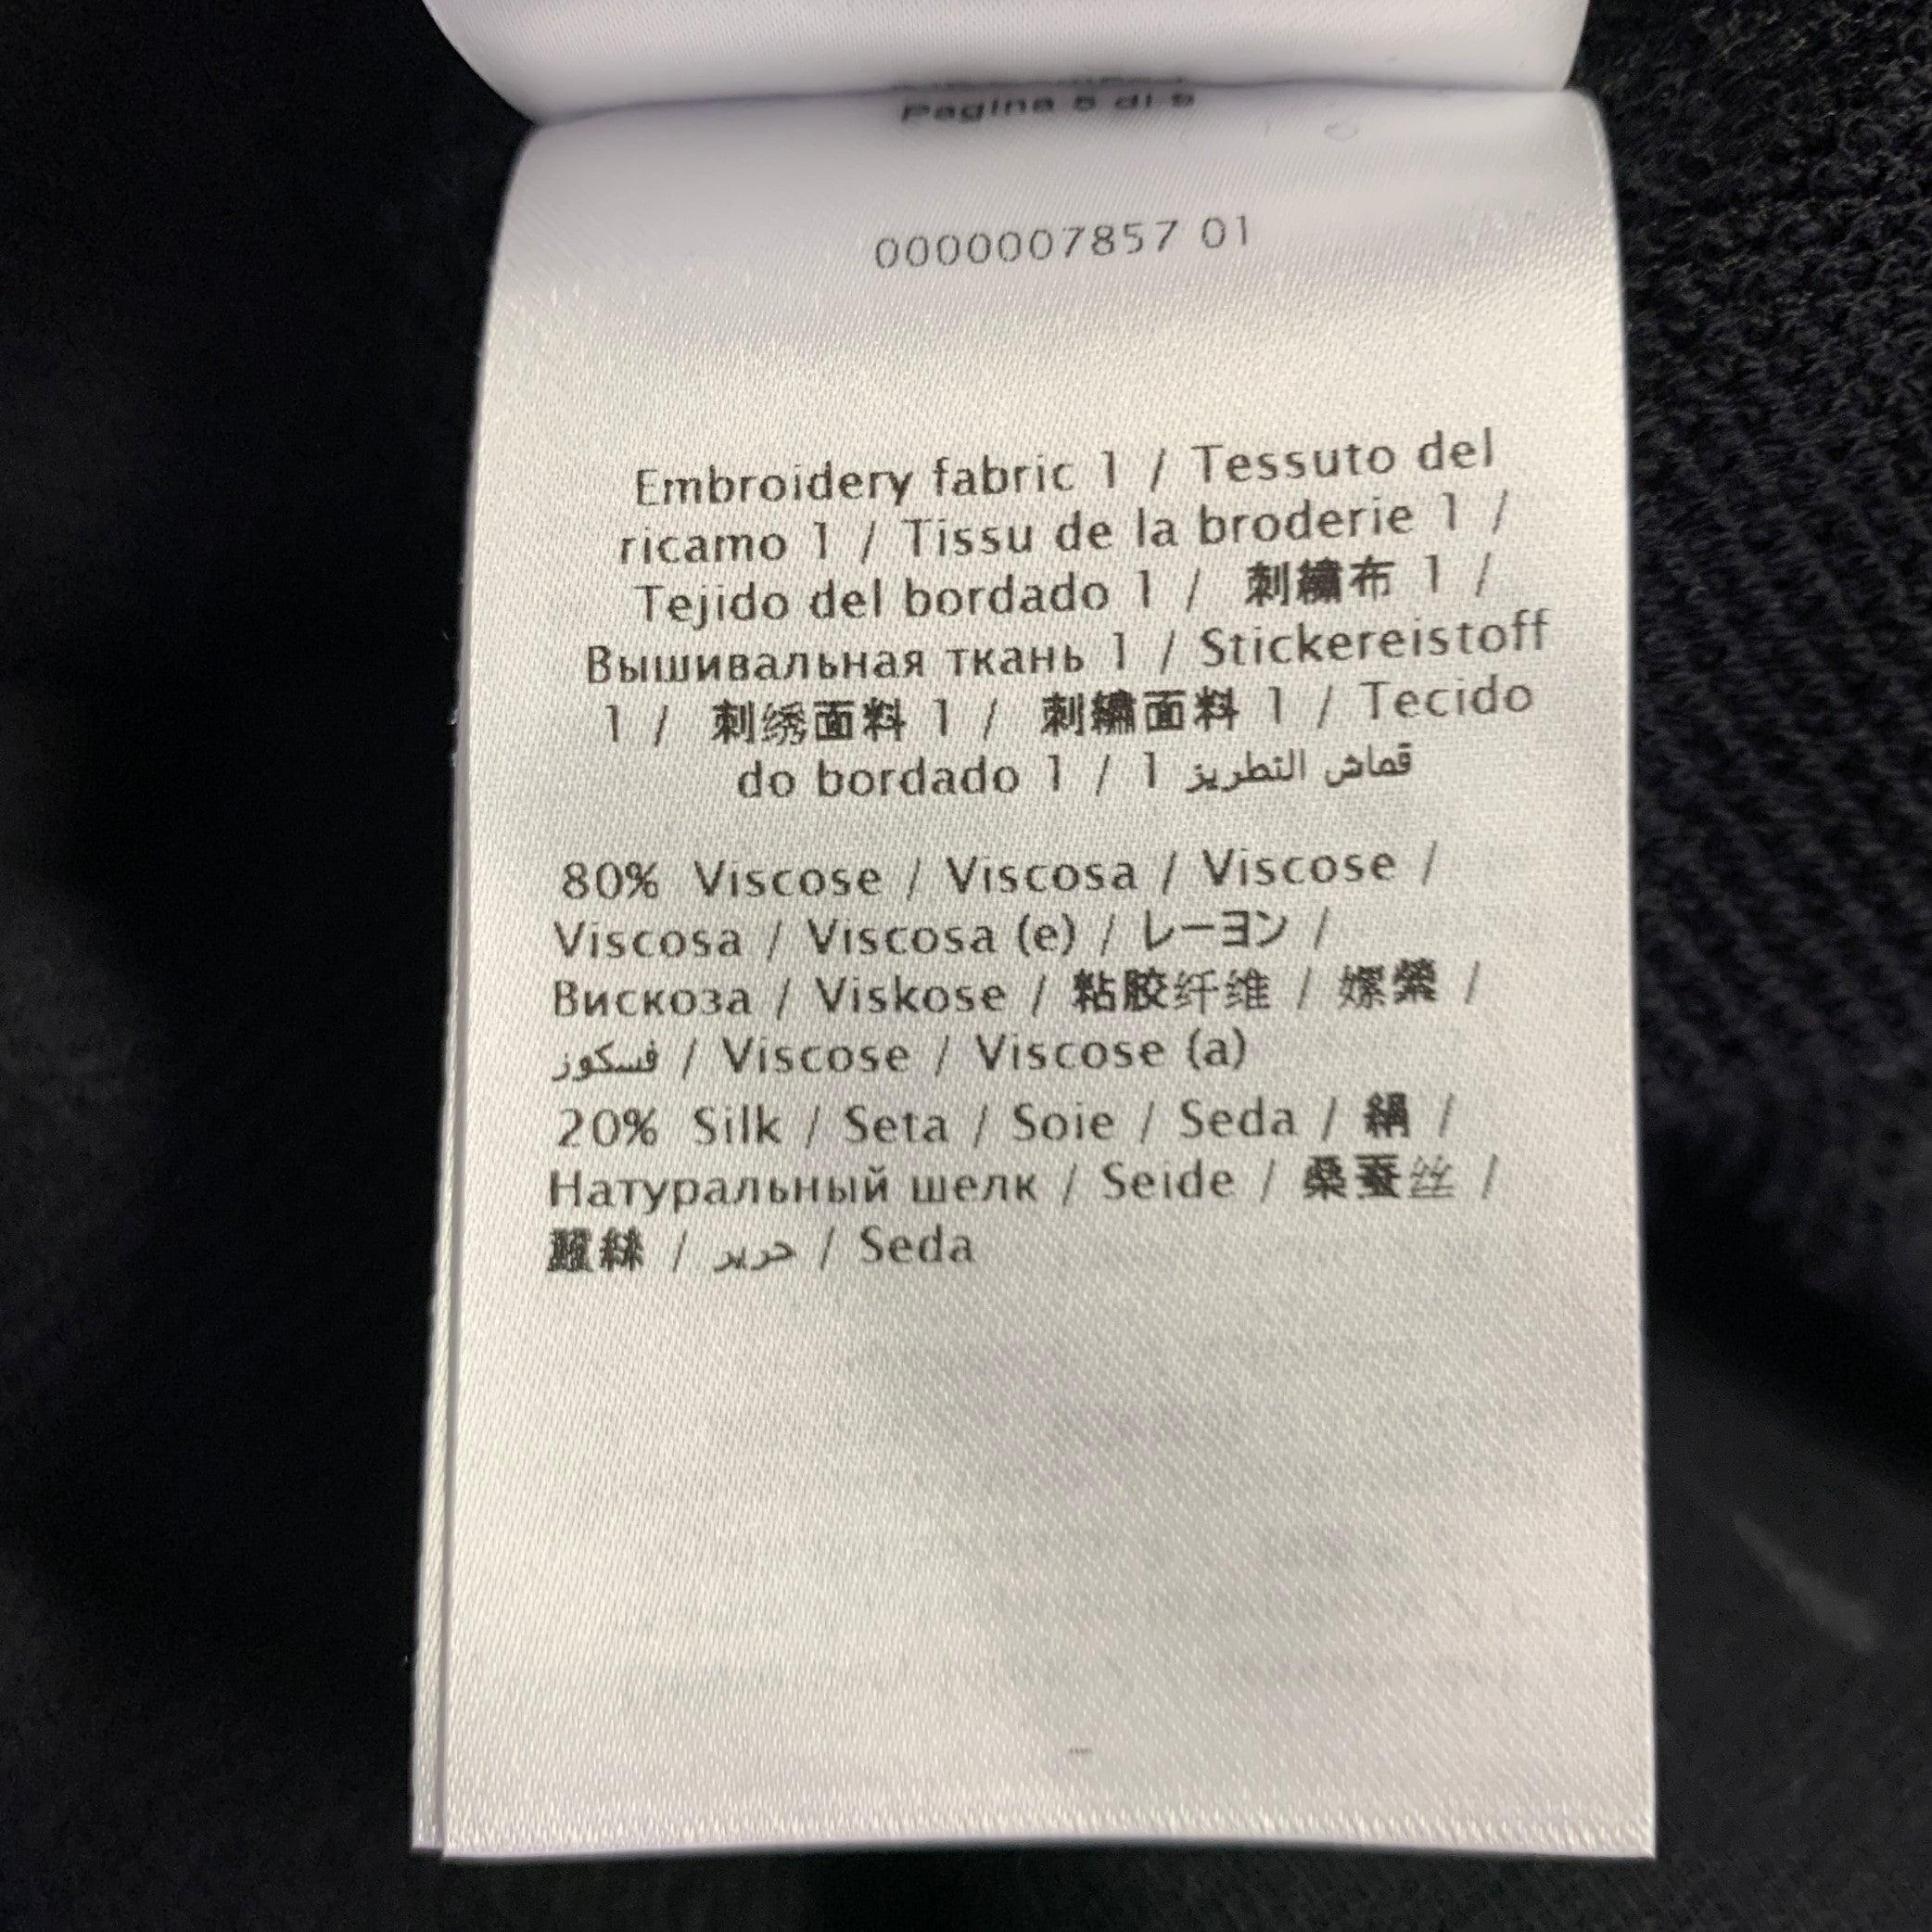 Pagina 5 di 5
0000007857 01
Embroidery fabric 1 / Tessuto del
ricamo 1 / Tissu de la broderie 1 /
Tejido del bordado 1 / 刺繍布 1 /
Вышивальная ткань 1 / Stickereistoff
1 / 刺绣面料 1 / 刺繡面料 1 / Tecido
do bordado 1 / 1 قماش التطريز
80% Viscose / Viscosa / Viscose /
Viscosa / Viscosa (e) / レーヨン /
Вискоза / Viskose / 粘胶纤维 / 嫘縈 /
فسكوز / Viscose / Viscose (a)
20% Silk / Seta / Soie / Seda / 絹 /
Натуральный шелк / Seide / 桑蚕丝 /
蠶絲 / حرير / Seda